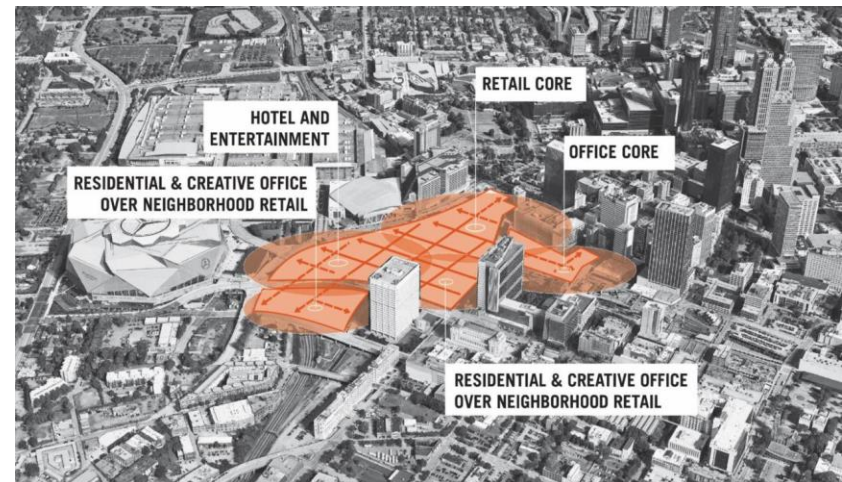 RETAIL CORE
HOTEL AND
ENTERTAINMENT
OFFICE CORE
RESIDENTIAL & CREATIVE OFFICE
OVER NEIGHBORHOOD RETAIL
RESIDENTIAL & CREATIVE OFFICE
OVER NEIGHBORHOOD RETAIL